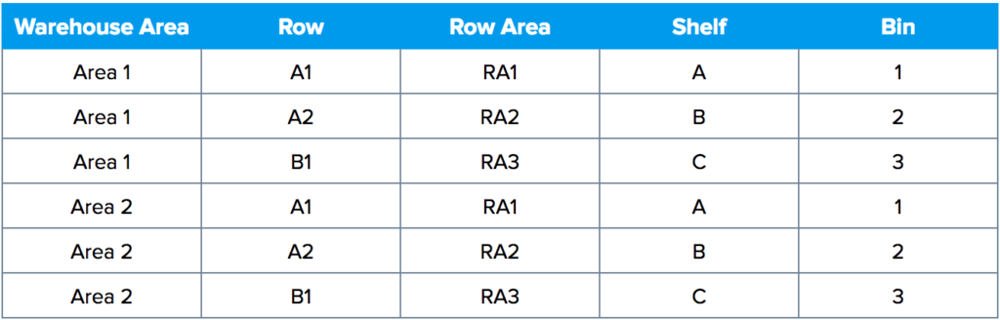 Warehouse Area Row Row Area Shelf Bin
Area 1 A1 RA1 A 1
Area 1 A2 RA2 B 2
Area 1 B1 RA3 C 3
Area 2 A1 RA1 A 1
Area 2 A2 RA2 B 2
Area 2 B1 RA3 C 3